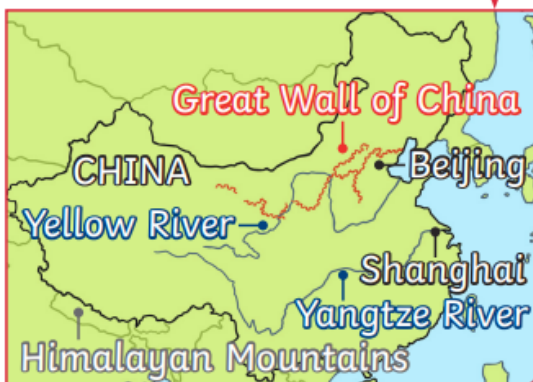 Great Wall of China
CHINA
Beijing
Yellow River
Shanghai
Yangtze River
Himalayan Mountains